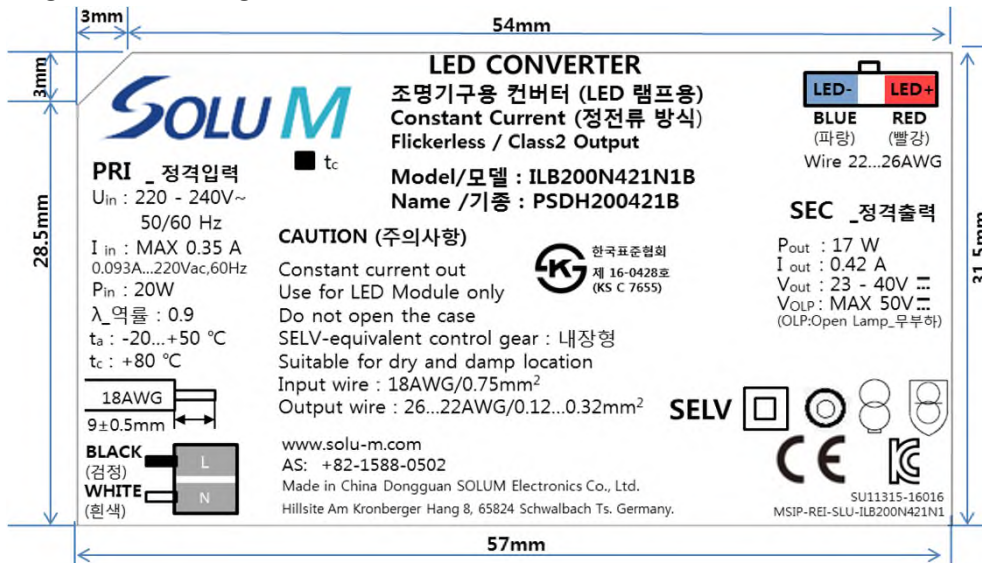 3mm
54mm
3mm
28.5mm
31.5mm
57mm
SOLU M
LED CONVERTER
조명기구용 컨버터 (LED 램프용)
Constant Current (정전류 방식)
Flickerless / Class2 Output
tc
Model/모델 : ILB200N421N1B
Name /기종 : PSDH200421B
LED- LED+
BLUE RED
(파랑) (빨강)
Wire 22...26AWG
PRI _ 정격입력
Uin : 220 - 240V~
50/60 Hz
I in : MAX 0.35 A
0.093A...220Vac,60Hz
Pin : 20W
λ_역률 : 0.9
ta : -20...+50 ℃
tc : +80 ℃
18AWG
9±0.5mm
BLACK
(검정)
WHITE
(흰색)
L
N
CAUTION (주의사항)
Constant current out
Use for LED Module only
Do not open the case
SELV-equivalent control gear : 내장형
Suitable for dry and damp location
Input wire : 18AWG/0.75mm²
Output wire : 26...22AWG/0.12...0.32mm²
한국표준협회
제 16-0428호
(KS C 7655)
SEC _정격출력
Pout : 17 W
I out : 0.42 A
Vout : 23 - 40V ⎓
VOLP : MAX 50V ⎓
(OLP:Open Lamp_무부하)
SELV
CE
www.solu-m.com
AS: +82-1588-0502
Made in China Dongguan SOLUM Electronics Co., Ltd.
Hillsite Am Kronberger Hang 8, 65824 Schwalbach Ts. Germany.
SU11315-16016
MSIP-REI-SLU-ILB200N421N1